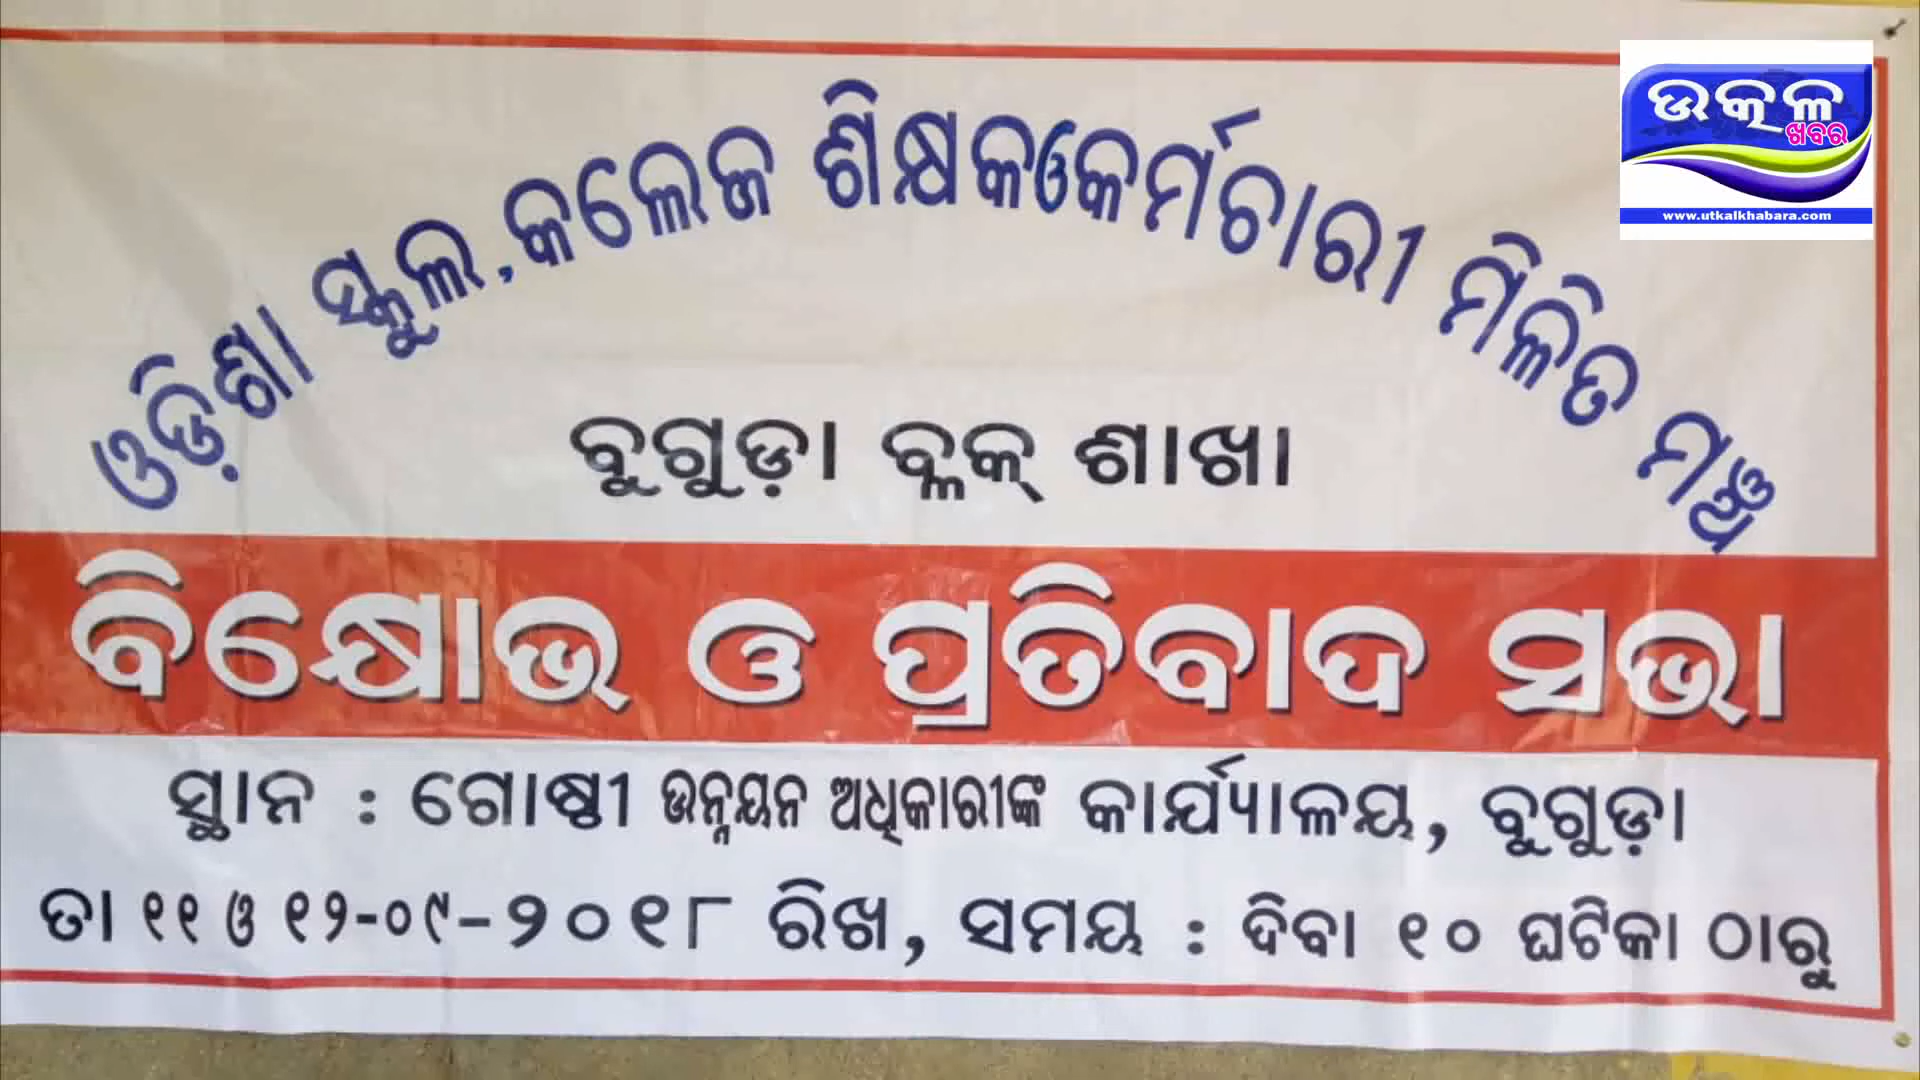 ଓଡ଼ିଶା ସ୍କୁଲ,କଲେଜ ଶିକ୍ଷକଓକର୍ମଚାରୀ ମିଳିତ ମଞ୍ଚ
ଉତ୍କଳ
ଖବର
www.utkalkhabara.com
ବୁଗୁଡ଼ା ବ୍ଲକ୍ ଶାଖା
ବିକ୍ଷୋଭ ଓ ପ୍ରତିବାଦ ସଭା
ସ୍ଥାନ : ଗୋଷ୍ଠୀ ଉନ୍ନୟନ ଅଧିକାରୀଙ୍କ କାର୍ଯ୍ୟାଳୟ, ବୁଗୁଡ଼ା
ତା ୧୧ ଓ ୧୨-୦୯-୨୦୧୮ ରିଖ, ସମୟ : ଦିବା ୧୦ ଘଟିକା ଠାରୁ